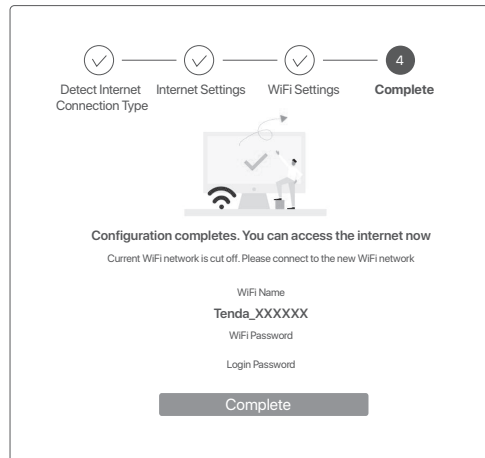 4
Detect Internet Internet Settings WiFi Settings Complete
Connection Type
Configuration completes. You can access the internet now
Current WiFi network is cut off. Please connect to the new WiFi network
WiFi Name
Tenda_XXXXXX
WiFi Password
Login Password
Complete